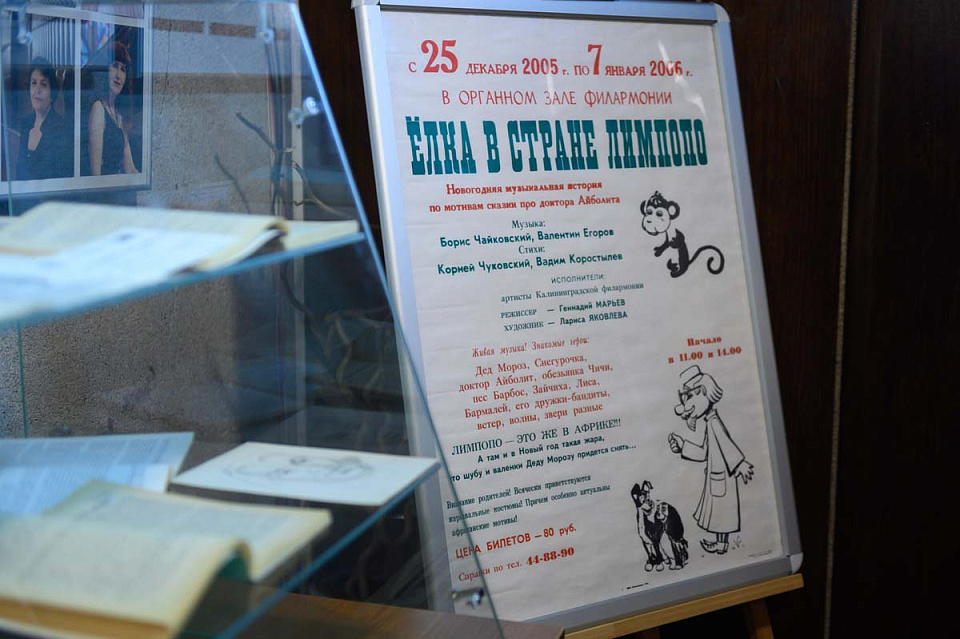 с 25 ДЕКАБРЯ 2005 г. ПО 7 ЯНВАРЯ 2006 г.
В ОРГАННОМ ЗАЛЕ ФИЛАРМОНИИ
ЁЛКА В СТРАНЕ ЛИМПОПО
Новогодняя музыкальная история
по мотивам сказки про доктора Айболита
Музыка:
Борис Чайковский, Валентин Егоров
Стихи:
Корней Чуковский, Вадим Коростылев
ИСПОЛНИТЕЛИ:
артисты Калининградской филармонии
РЕЖИССЕР — Геннадий МАРЬЕВ
ХУДОЖНИК — Лариса ЯКОВЛЕВА
Живая музыка! Знакомые герои:
Дед Мороз, Снегурочка,
доктор Айболит, обезьянка Чичи,
пес Барбос, Зайчиха, Лиса,
Бармалей, его дружки-бандиты,
ветер, волны, звери разные
Начало
в 11.00 и 14.00
ЛИМПОПО — ЭТО ЖЕ В АФРИКЕ!!!
А там и в Новый год такая жара,
что шубу и валенки Деду Морозу придется снять...
Внимание родителей! Всячески приветствуются
карнавальные костюмы! Причем особенно актуальны
африканские мотивы!
ЦЕНА БИЛЕТОВ — 80 руб.
Справки по тел. 44-88-90